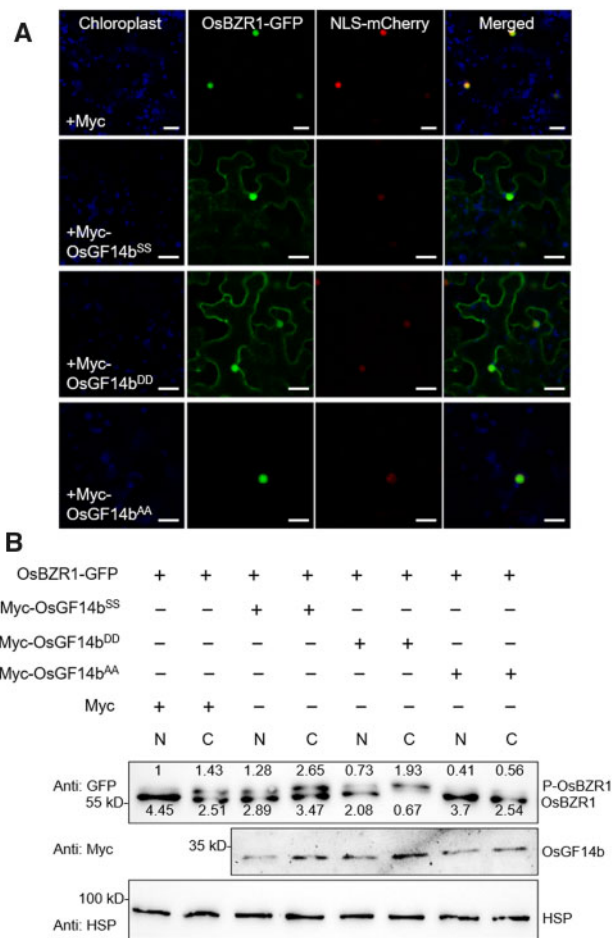 A
Chloroplast OsBZR1-GFP NLS-mCherry Merged
+Myc
+Myc-
OsGF14b^SS
+Myc-
OsGF14b^DD
+Myc-
OsGF14b^AA
B
OsBZR1-GFP + + + + + + + +
Myc-OsGF14b^SS – – + + – – – –
Myc-OsGF14b^DD – – – – + + – –
Myc-OsGF14b^AA – – – – – – + +
Myc + + – – – – – –
N C N C N C N C
1 1.43 1.28 2.65 0.73 1.93 0.41 0.56
Anti: GFP P-OsBZR1
55 kD OsBZR1
4.45 2.51 2.89 3.47 2.08 0.67 3.7 2.54
35 kD
Anti: Myc OsGF14b
100 kD
Anti: HSP HSP